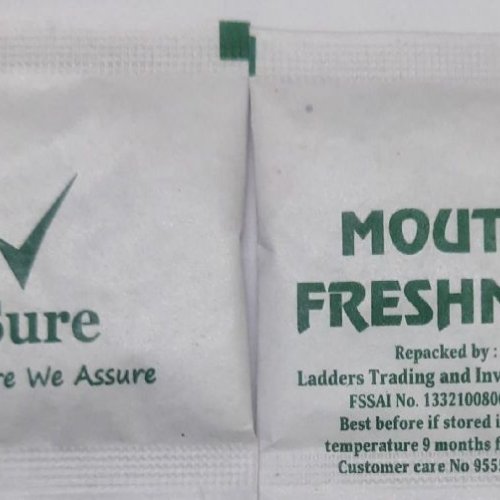 Sure
re We Assure
MOUT
FRESHN
Repacked by :
Ladders Trading and Inv
FSSAI No. 133210080
Best before if stored i
temperature 9 months f
Customer care No 955